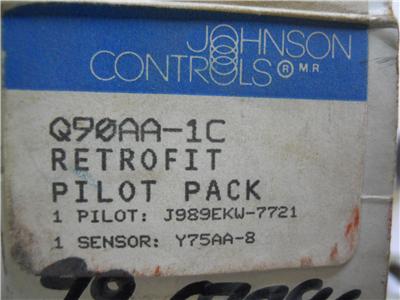 JOHNSON
CONTROLS ® M.R.
Q90AA-1C
RETROFIT
PILOT PACK
1 PILOT: J989EKW-7721
1 SENSOR: Y75AA-8